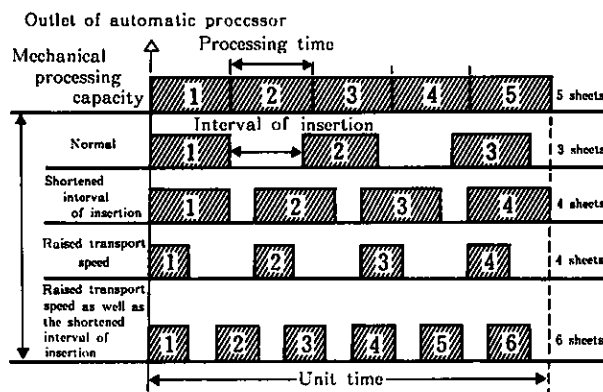 Outlet of automatic processor
Processing time
Mechanical
processing
capacity
1 2 3 4 5
5 sheets
Interval of insertion
Normal
1 2 3
3 sheets
Shortened
interval
of insertion
1 2 3 4
4 sheets
Raised transport
speed
1 2 3 4
4 sheets
Raised transport
speed as well as
the shortened
interval of
insertion
1 2 3 4 5 6
6 sheets
Unit time